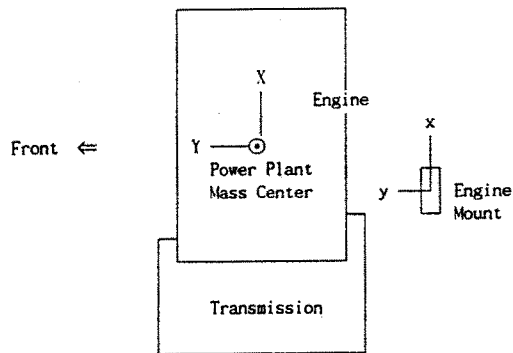 X
Engine
Front ⇐
Y
Power Plant
Mass Center
x
y
Engine
Mount
Transmission